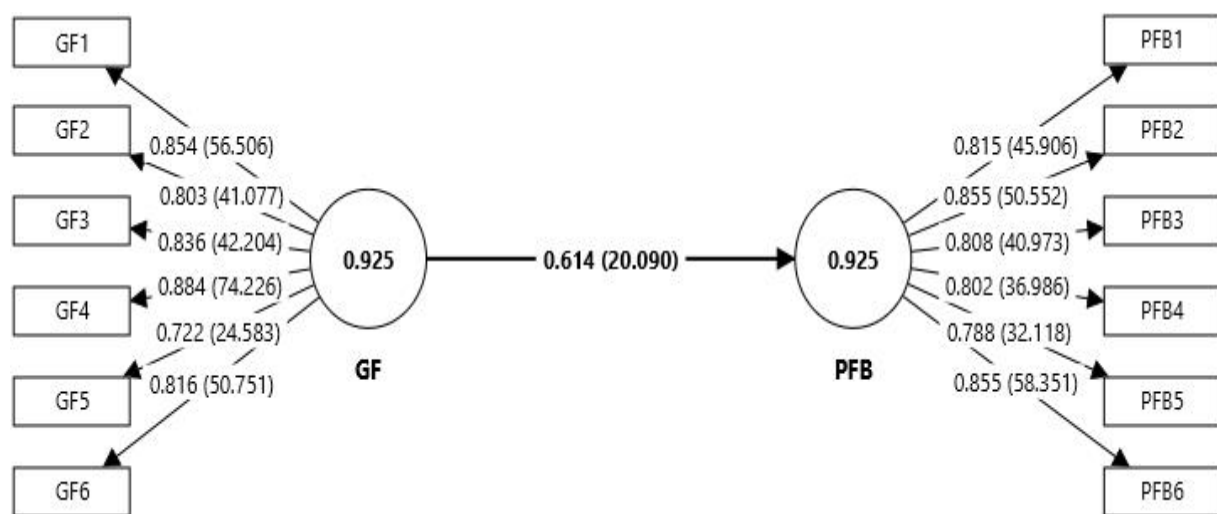 GF1
GF2
GF3
GF4
GF5
GF6
0.854 (56.506)
0.803 (41.077)
0.836 (42.204)
0.884 (74.226)
0.722 (24.583)
0.816 (50.751)
0.925
GF
0.614 (20.090)
0.925
PFB
0.815 (45.906)
0.855 (50.552)
0.808 (40.973)
0.802 (36.986)
0.788 (32.118)
0.855 (58.351)
PFB1
PFB2
PFB3
PFB4
PFB5
PFB6